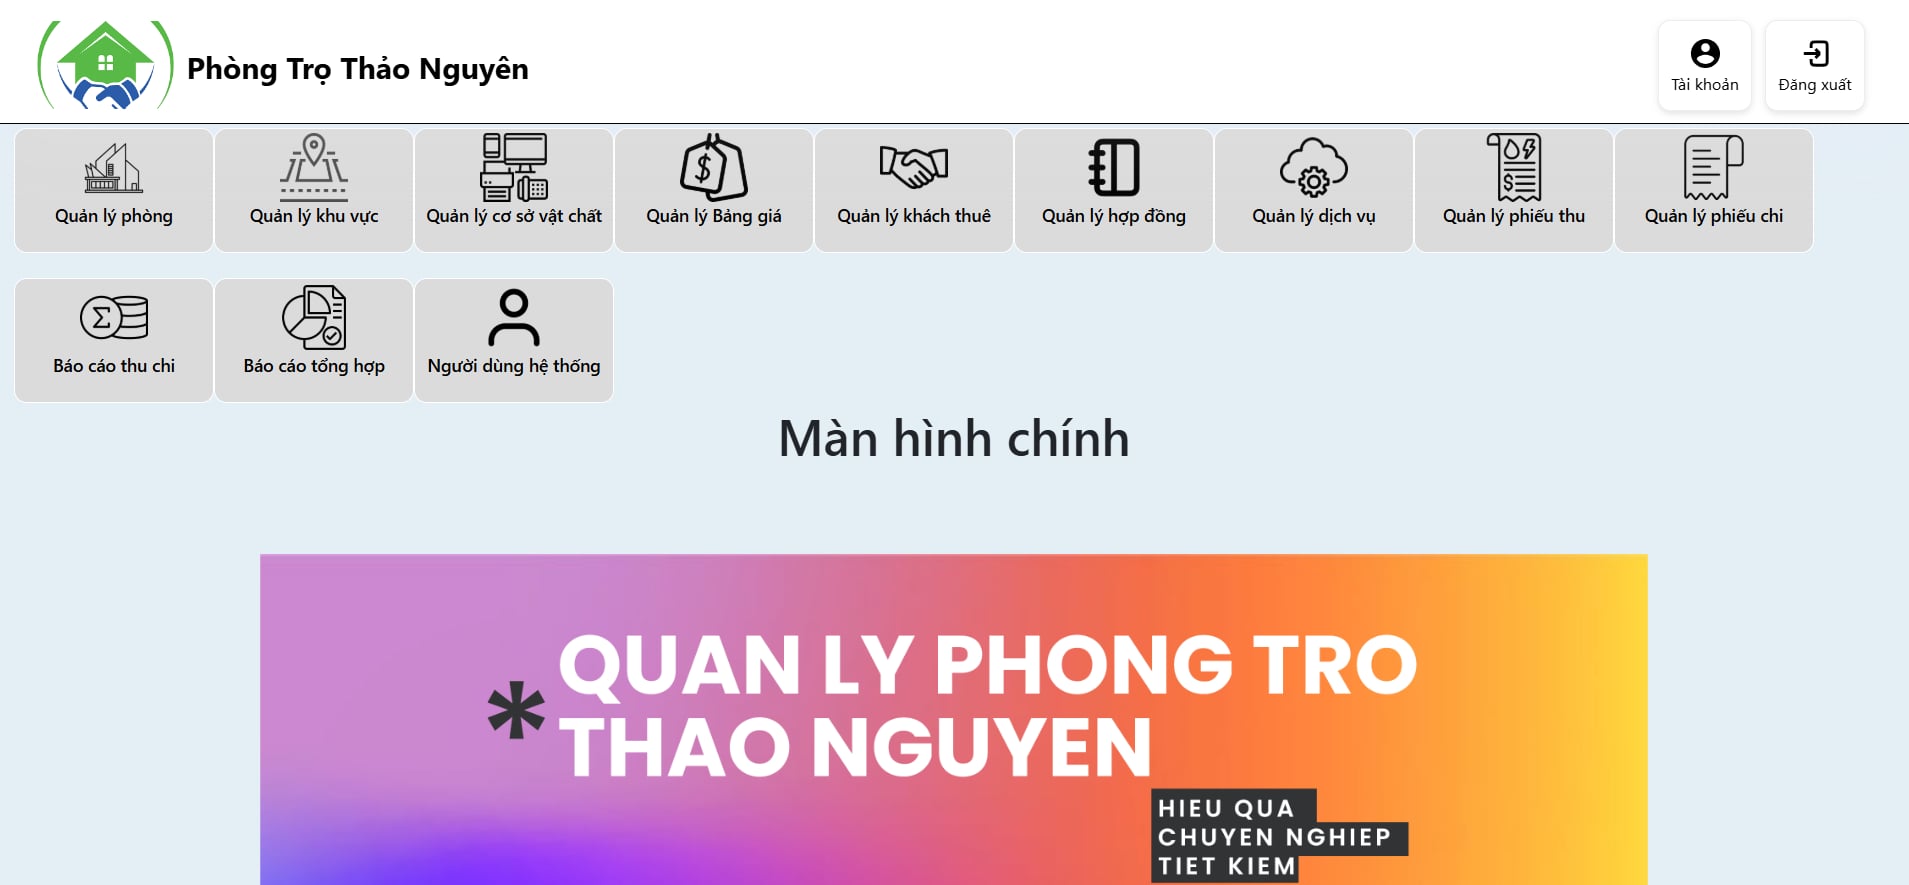 Phòng Trọ Thảo Nguyên
Tài khoản
Đăng xuất
Quản lý phòng
Quản lý khu vực
Quản lý cơ sở vật chất
Quản lý Bảng giá
Quản lý khách thuê
Quản lý hợp đồng
Quản lý dịch vụ
Quản lý phiếu thu
Quản lý phiếu chi
Báo cáo thu chi
Báo cáo tổng hợp
Người dùng hệ thống
Màn hình chính
QUAN LY PHONG TRO
* THAO NGUYEN
HIEU QUA
CHUYEN NGHIEP
TIET KIEM